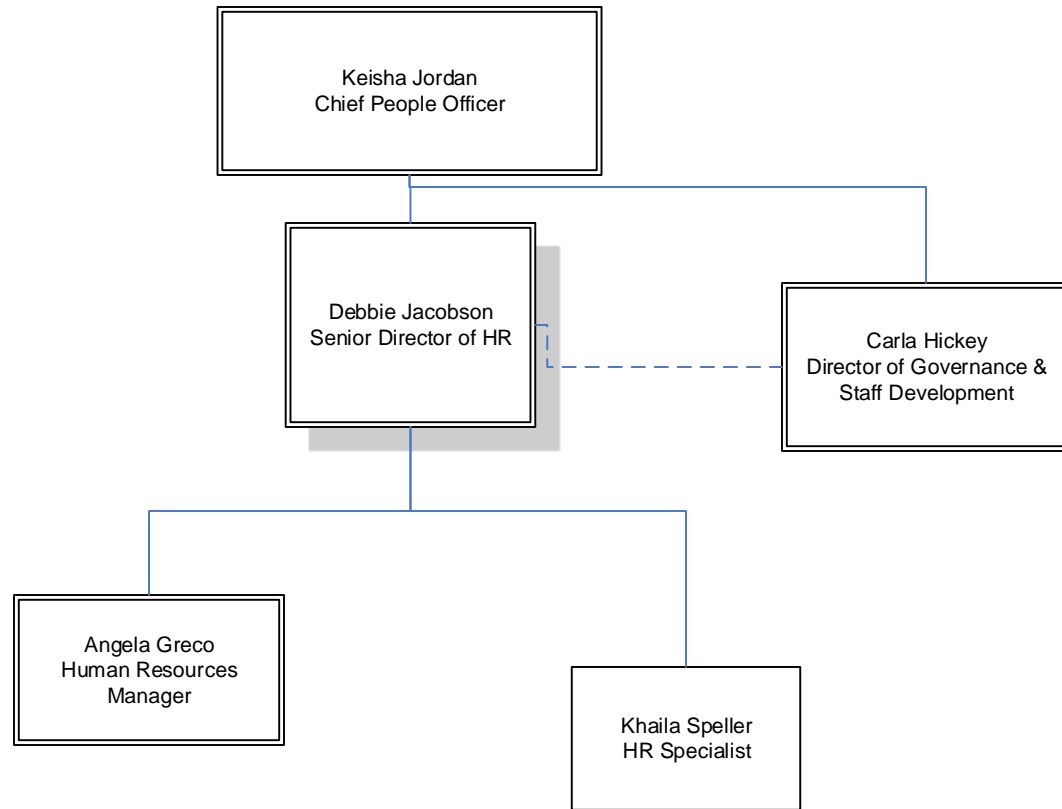 Keisha Jordan
Chief People Officer
Debbie Jacobson
Senior Director of HR
Carla Hickey
Director of Governance &
Staff Development
Angela Greco
Human Resources
Manager
Khaila Speller
HR Specialist